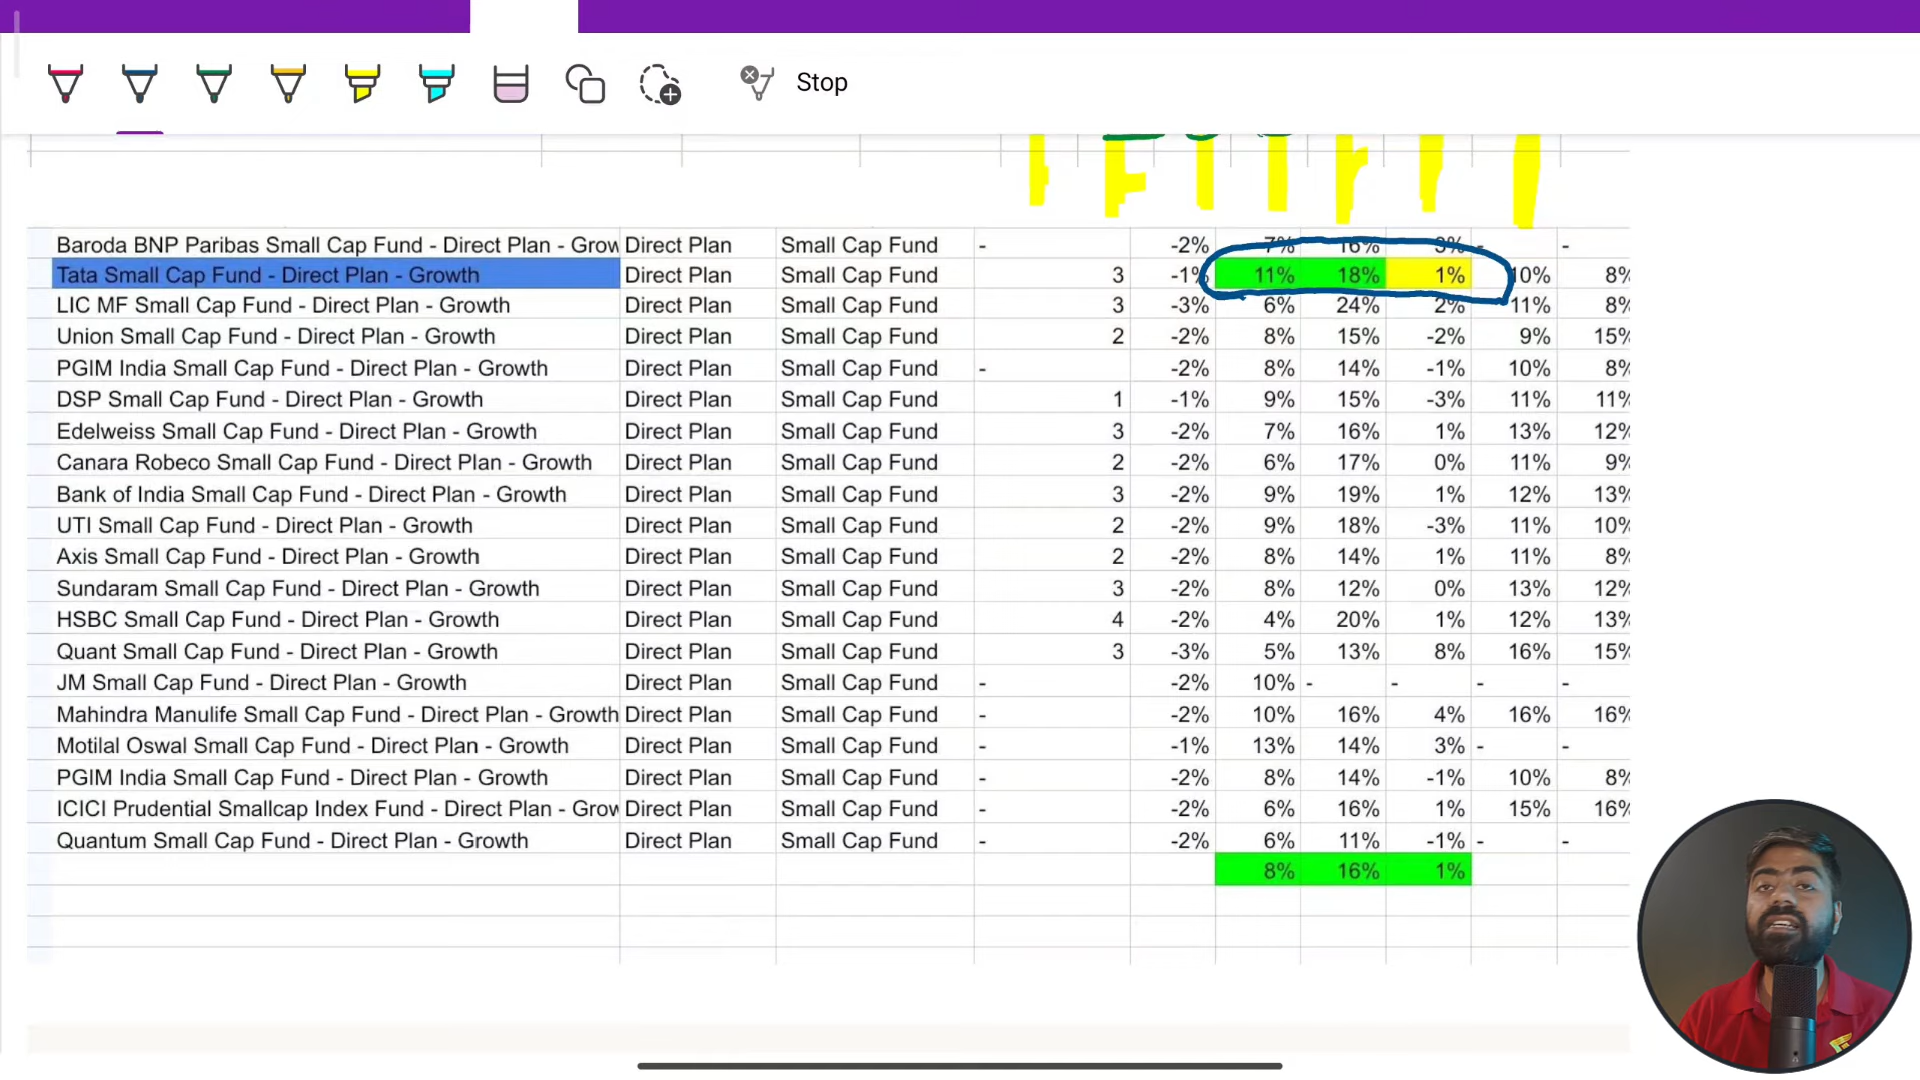 Stop
Baroda BNP Paribas Small Cap Fund - Direct Plan - Grow Direct Plan Small Cap Fund - -2% 7% 16% 3% - -
Tata Small Cap Fund - Direct Plan - Growth Direct Plan Small Cap Fund 3 -1% 11% 18% 1% 10% 8%
LIC MF Small Cap Fund - Direct Plan - Growth Direct Plan Small Cap Fund 3 -3% 6% 24% 2% 11% 8%
Union Small Cap Fund - Direct Plan - Growth Direct Plan Small Cap Fund 2 -2% 8% 15% -2% 9% 15%
PGIM India Small Cap Fund - Direct Plan - Growth Direct Plan Small Cap Fund - -2% 8% 14% -1% 10% 8%
DSP Small Cap Fund - Direct Plan - Growth Direct Plan Small Cap Fund 1 -1% 9% 15% -3% 11% 11%
Edelweiss Small Cap Fund - Direct Plan - Growth Direct Plan Small Cap Fund 3 -2% 7% 16% 1% 13% 12%
Canara Robeco Small Cap Fund - Direct Plan - Growth Direct Plan Small Cap Fund 2 -2% 6% 17% 0% 11% 9%
Bank of India Small Cap Fund - Direct Plan - Growth Direct Plan Small Cap Fund 3 -2% 9% 19% 1% 12% 13%
UTI Small Cap Fund - Direct Plan - Growth Direct Plan Small Cap Fund 2 -2% 9% 18% -3% 11% 10%
Axis Small Cap Fund - Direct Plan - Growth Direct Plan Small Cap Fund 2 -2% 8% 14% 1% 11% 8%
Sundaram Small Cap Fund - Direct Plan - Growth Direct Plan Small Cap Fund 3 -2% 8% 12% 0% 13% 12%
HSBC Small Cap Fund - Direct Plan - Growth Direct Plan Small Cap Fund 4 -2% 4% 20% 1% 12% 13%
Quant Small Cap Fund - Direct Plan - Growth Direct Plan Small Cap Fund 3 -3% 5% 13% 8% 16% 15%
JM Small Cap Fund - Direct Plan - Growth Direct Plan Small Cap Fund - -2% 10% - - - -
Mahindra Manulife Small Cap Fund - Direct Plan - Growth Direct Plan Small Cap Fund - -2% 10% 16% 4% 16% 16%
Motilal Oswal Small Cap Fund - Direct Plan - Growth Direct Plan Small Cap Fund - -1% 13% 14% 3% - -
PGIM India Small Cap Fund - Direct Plan - Growth Direct Plan Small Cap Fund - -2% 8% 14% -1% 10% 8%
ICICI Prudential Smallcap Index Fund - Direct Plan - Grow Direct Plan Small Cap Fund - -2% 6% 16% 1% 15% 16%
Quantum Small Cap Fund - Direct Plan - Growth Direct Plan Small Cap Fund - -2% 6% 11% -1% - -
8% 16% 1%